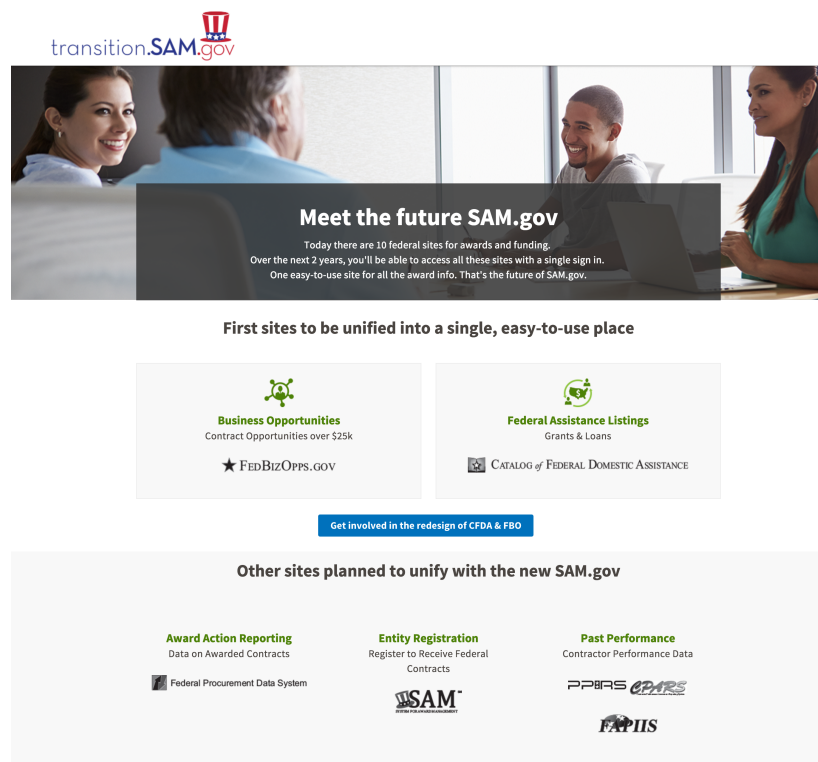 transition.SAM.gov
Meet the future SAM.gov
Today there are 10 federal sites for awards and funding.
Over the next 2 years, you'll be able to access all these sites with a single sign in.
One easy-to-use site for all the award info. That's the future of SAM.gov.
First sites to be unified into a single, easy-to-use place
Business Opportunities
Contract Opportunities over $25k
FEDBIZOPPS.GOV
Federal Assistance Listings
Grants & Loans
CATALOG of FEDERAL DOMESTIC ASSISTANCE
Get involved in the redesign of CFDA & FBO
Other sites planned to unify with the new SAM.gov
Award Action Reporting
Data on Awarded Contracts
Federal Procurement Data System
Entity Registration
Register to Receive Federal
Contracts
SAM
SYSTEM FOR AWARD MANAGEMENT
Past Performance
Contractor Performance Data
PPIRS CPARS
FAPIIS